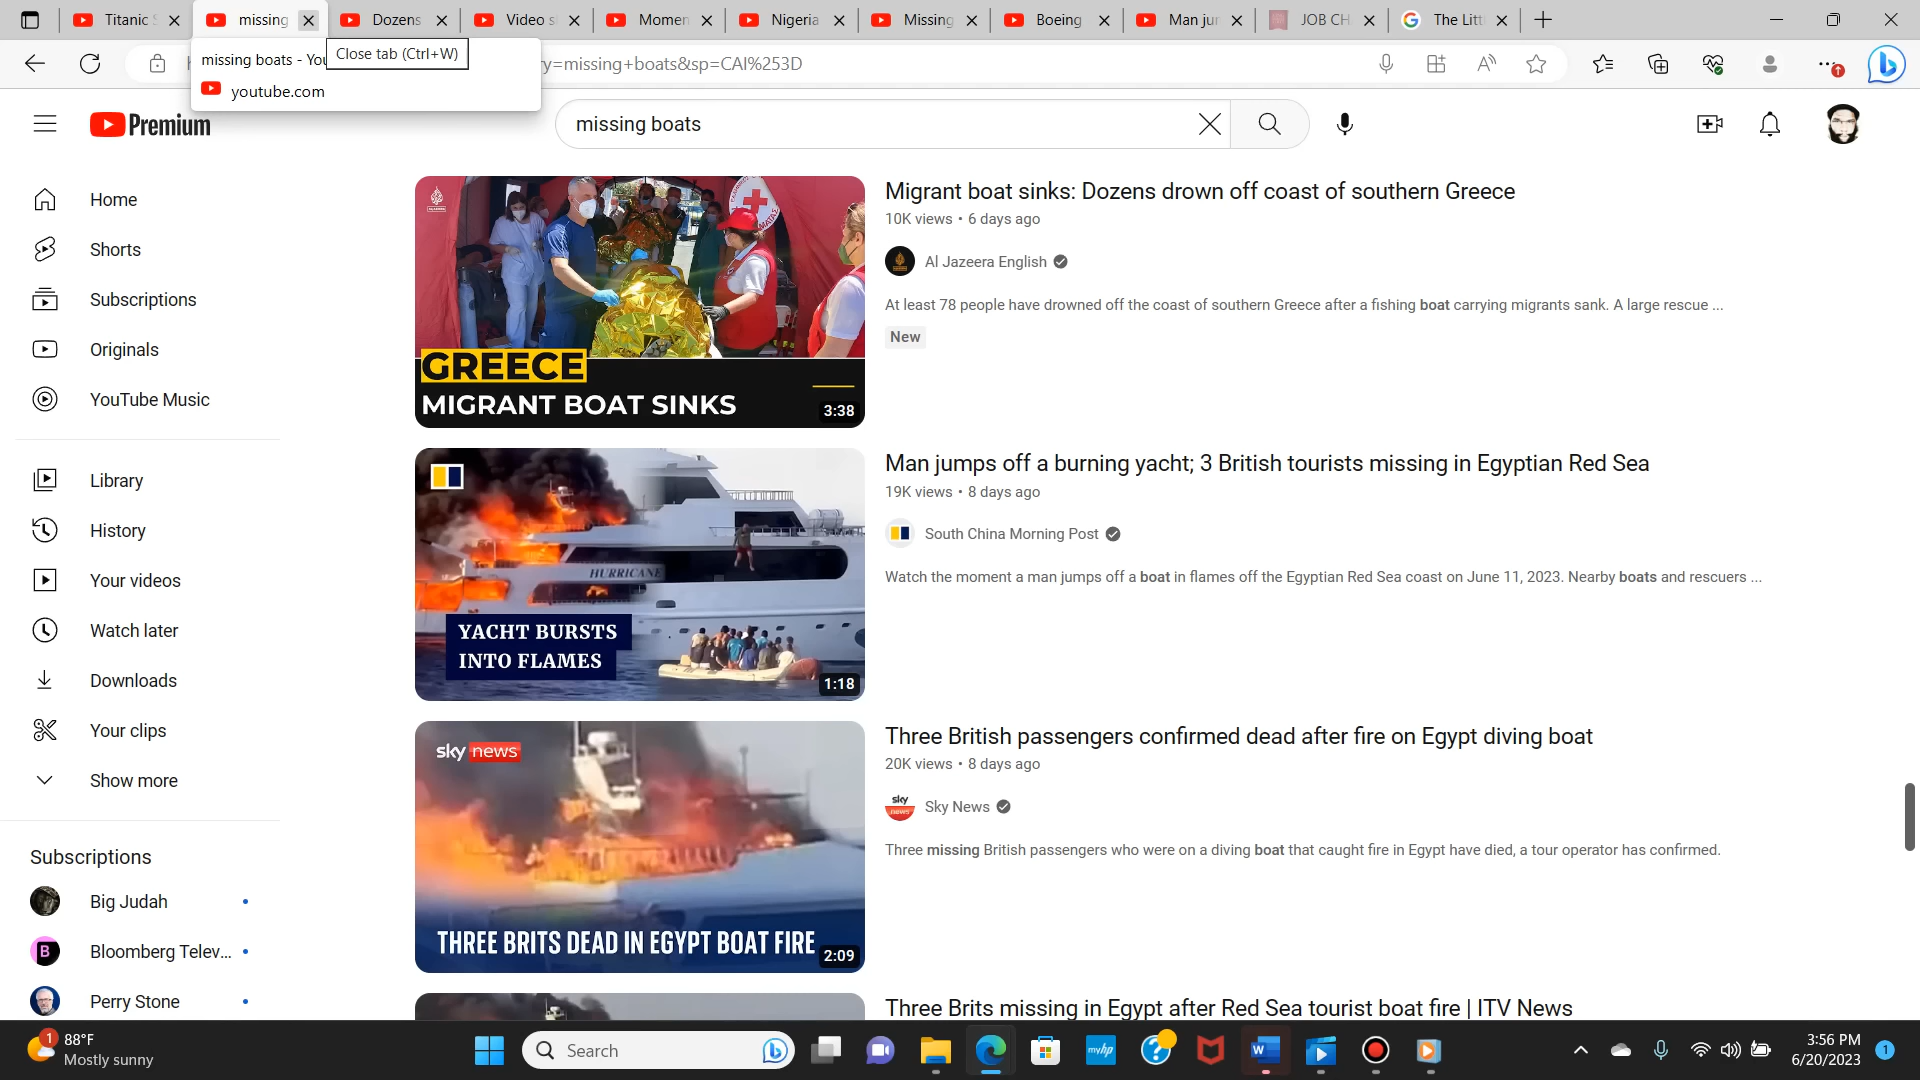 Titanic S
missing
Dozens
Video s
Momen
Nigeria
Missing
Boeing
Man jur
JOB CH
The Litt
missing boats - You
Close tab (Ctrl+W)
y=missing+boats&sp=CAI%253D
youtube.com
Premium
missing boats
Home
Shorts
Subscriptions
Originals
YouTube Music
Library
History
Your videos
Watch later
Downloads
Your clips
Show more
Subscriptions
Big Judah
Bloomberg Telev...
Perry Stone
GREECE
MIGRANT BOAT SINKS
3:38
Migrant boat sinks: Dozens drown off coast of southern Greece
10K views • 6 days ago
Al Jazeera English
At least 78 people have drowned off the coast of southern Greece after a fishing boat carrying migrants sank. A large rescue ...
New
HURRICANE
YACHT BURSTS
INTO FLAMES
1:18
Man jumps off a burning yacht; 3 British tourists missing in Egyptian Red Sea
19K views • 8 days ago
South China Morning Post
Watch the moment a man jumps off a boat in flames off the Egyptian Red Sea coast on June 11, 2023. Nearby boats and rescuers ...
sky news
THREE BRITS DEAD IN EGYPT BOAT FIRE
2:09
Three British passengers confirmed dead after fire on Egypt diving boat
20K views • 8 days ago
sky news
Sky News
Three missing British passengers who were on a diving boat that caught fire in Egypt have died, a tour operator has confirmed.
Three Brits missing in Egypt after Red Sea tourist boat fire | ITV News
1
88°F
Mostly sunny
Search
myhp
3:56 PM
6/20/2023
1